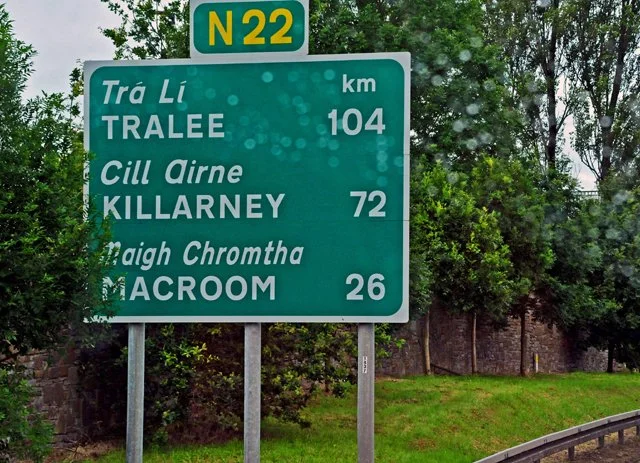 N22
km
Trá Lí
TRALEE 104
Cill Airne
KILLARNEY 72
Maigh Chromtha
MACROOM 26